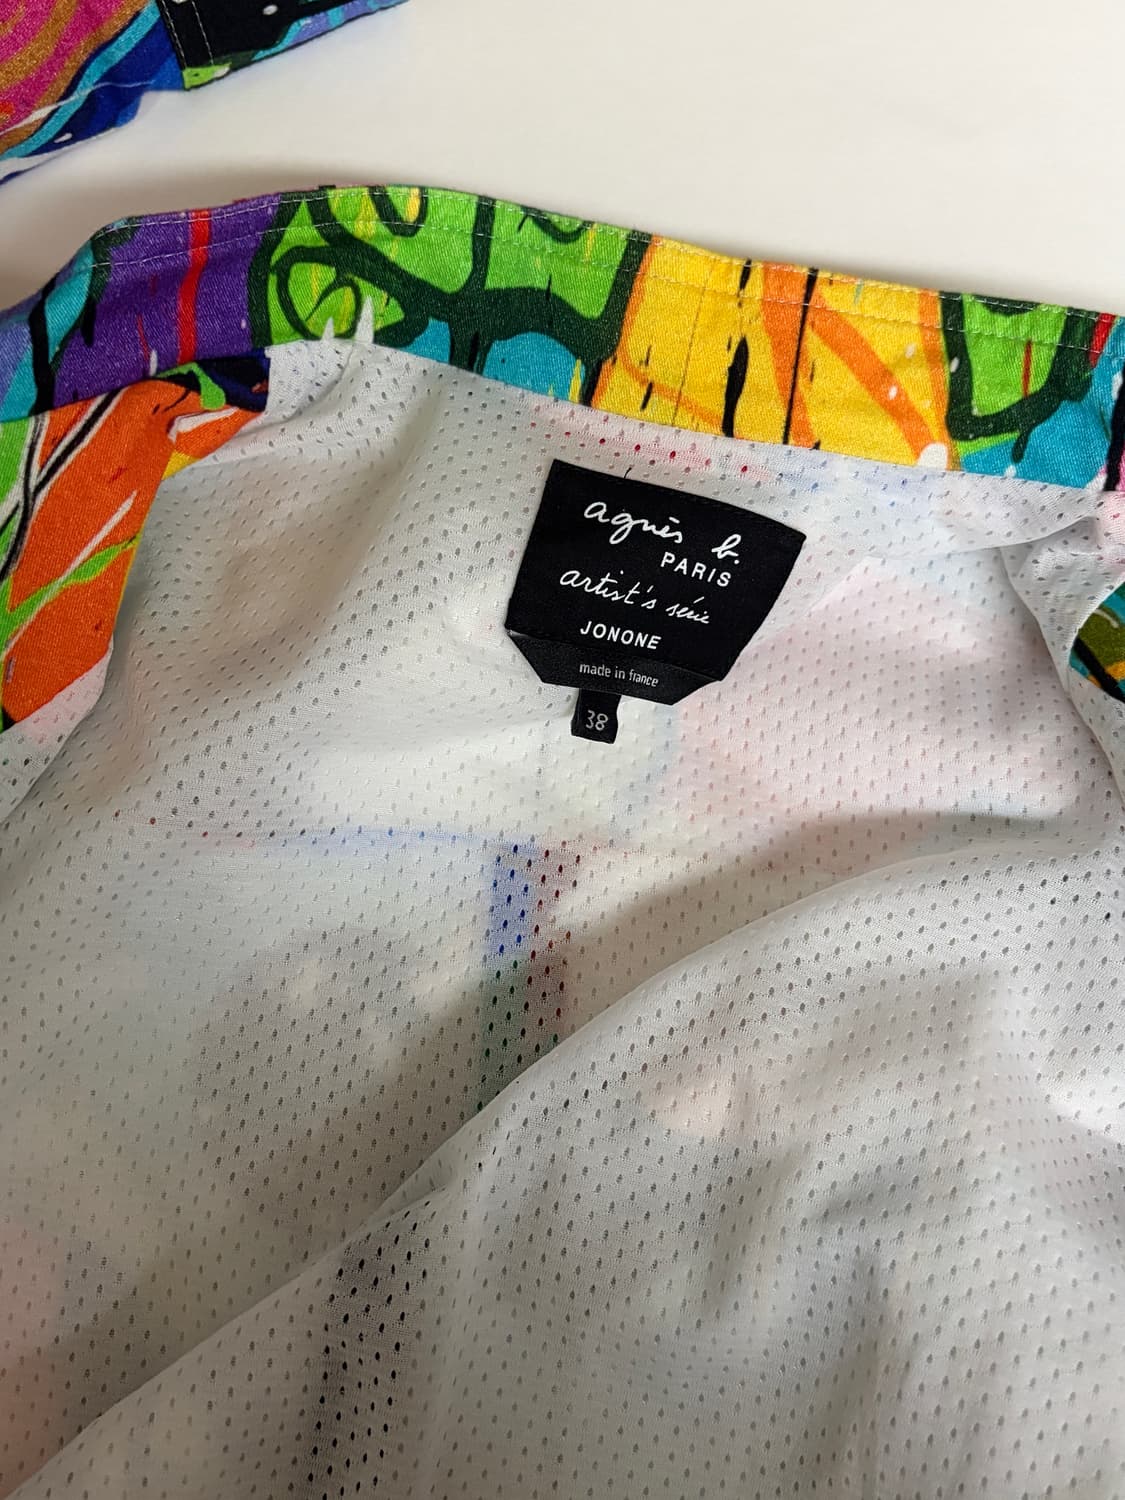 agnès b.
PARIS
artist's série
JONONE
made in france
38